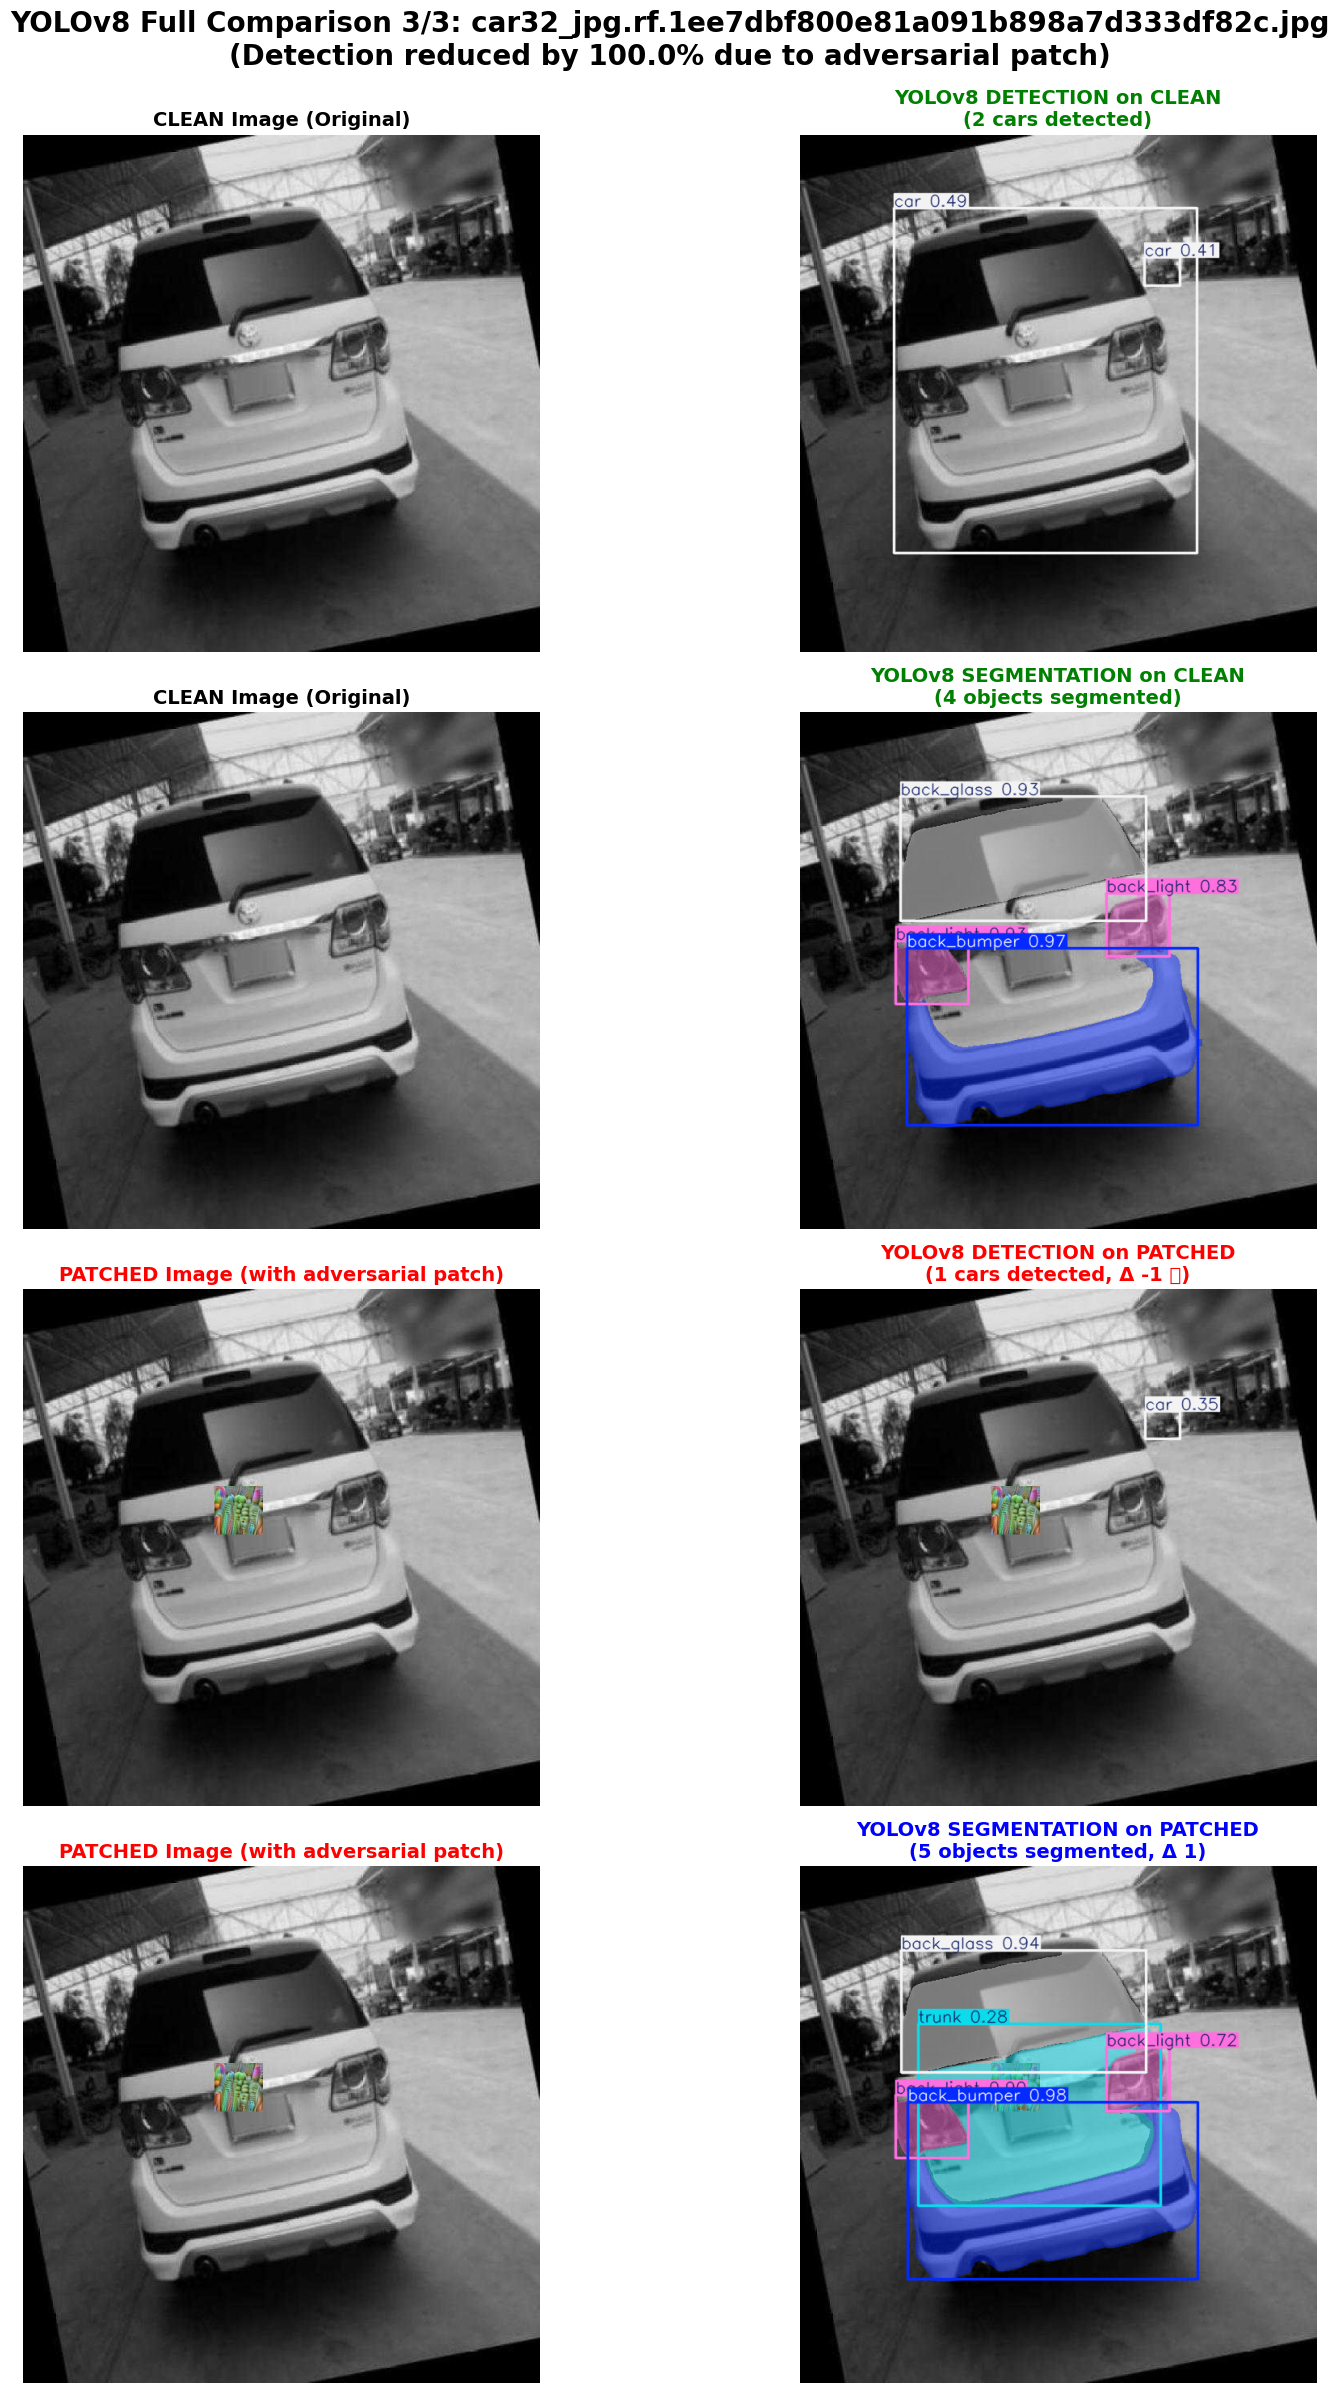 YOLOv8 Full Comparison 3/3: car32_jpg.rf.1ee7dbf800e81a091b898a7d333df82c.jpg
(Detection reduced by 100.0% due to adversarial patch)
CLEAN Image (Original)
YOLOv8 DETECTION on CLEAN
(2 cars detected)
car 0.49
car 0.41
CLEAN Image (Original)
YOLOv8 SEGMENTATION on CLEAN
(4 objects segmented)
back_glass 0.93
back_light 0.83
back_light 0.93
back_bumper 0.97
PATCHED Image (with adversarial patch)
YOLOv8 DETECTION on PATCHED
(1 cars detected, Δ -1 )
car 0.35
PATCHED Image (with adversarial patch)
YOLOv8 SEGMENTATION on PATCHED
(5 objects segmented, Δ 1)
back_glass 0.94
trunk 0.28
back_light 0.72
back_light
back_bumper 0.98